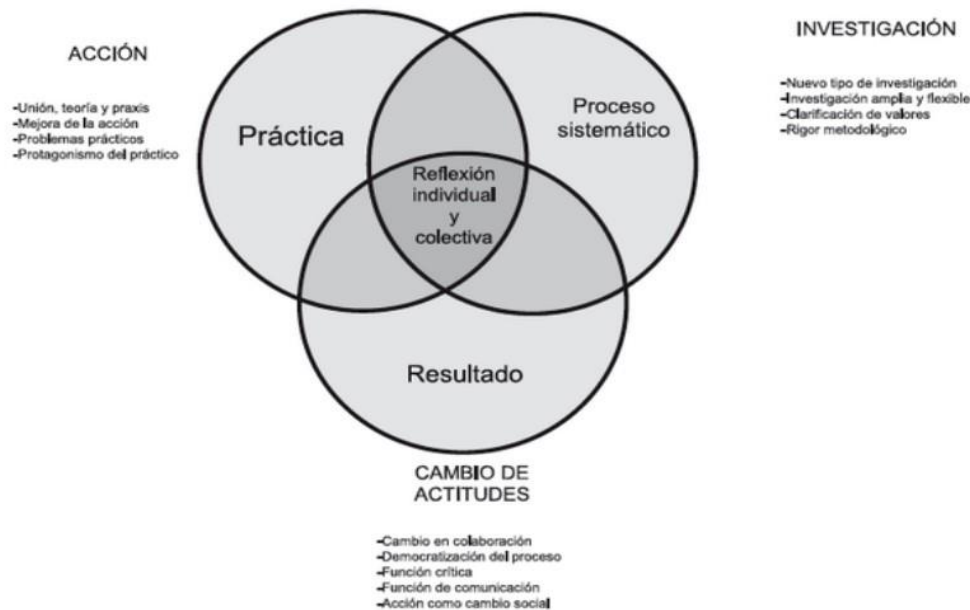 ACCIÓN
-Unión, teoría y praxis
-Mejora de la acción
-Problemas prácticos
-Protagonismo del práctico
INVESTIGACIÓN
-Nuevo tipo de investigación
-Investigación amplia y flexible
-Clarificación de valores
-Rigor metodológico
Práctica
Proceso
sistemático
Reflexión
individual
y
colectiva
Resultado
CAMBIO DE
ACTITUDES
-Cambio en colaboración
-Democratización del proceso
-Función crítica
-Función de comunicación
-Acción como cambio social